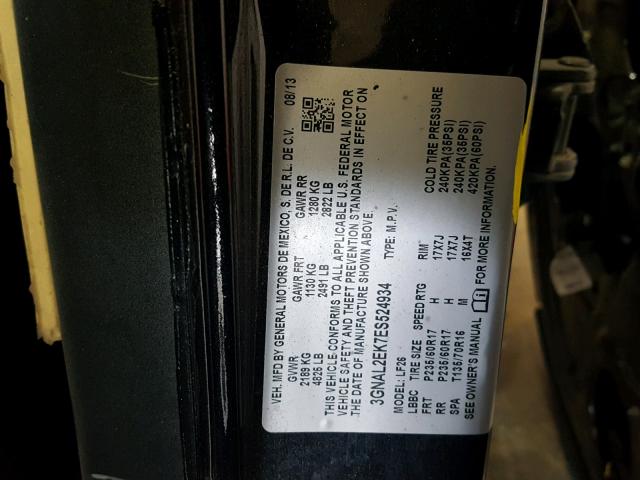 VEH. MFD BY GENERAL MOTORS DE MEXICO, S. DE R.L. DE C.V. 08/13
GVWR GAWR FRT GAWR RR
2189 KG 1130 KG 1280 KG
4826 LB 2491 LB 2822 LB
THIS VEHICLE CONFORMS TO ALL APPLICABLE U.S. FEDERAL MOTOR
VEHICLE SAFETY AND THEFT PREVENTION STANDARDS IN EFFECT ON
THE DATE OF MANUFACTURE SHOWN ABOVE.
3GNAL2EK7ES524934 TYPE: M.P.V.
MODEL: LF26
LBBC TIRE SIZE SPEED RTG RIM COLD TIRE PRESSURE
FRT P235/60R17 H 17X7J 240KPA(35PSI)
RR P235/60R17 H 17X7J 240KPA(35PSI)
SPA T135/70R16 M 16X4T 420KPA(60PSI)
SEE OWNER'S MANUAL FOR MORE INFORMATION.